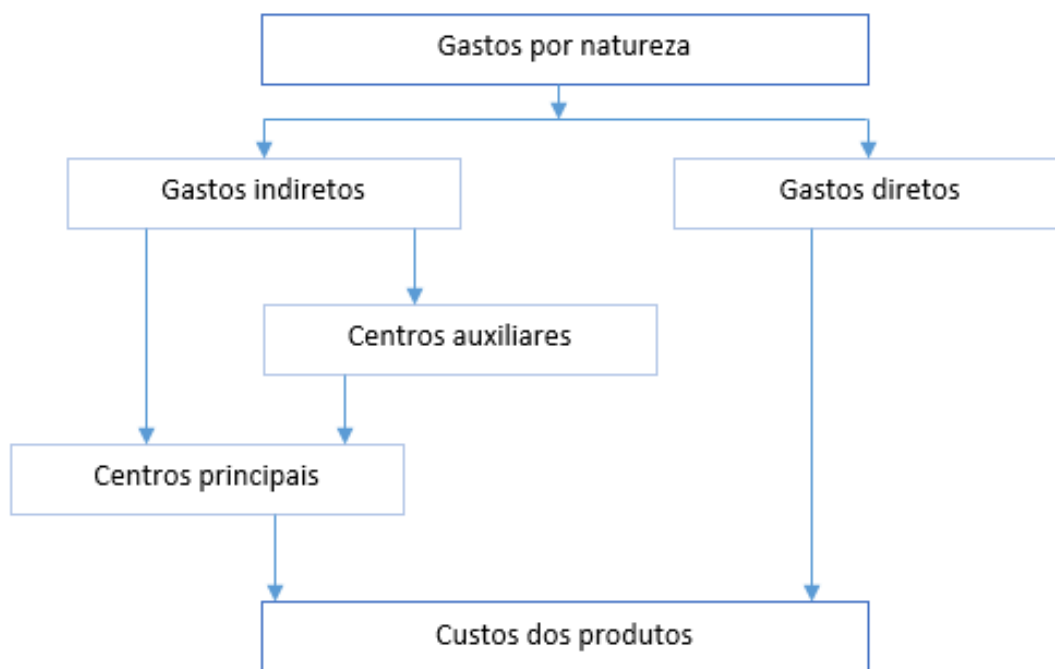 Gastos por natureza
Gastos indiretos
Gastos diretos
Centros auxiliares
Centros principais
Custos dos produtos